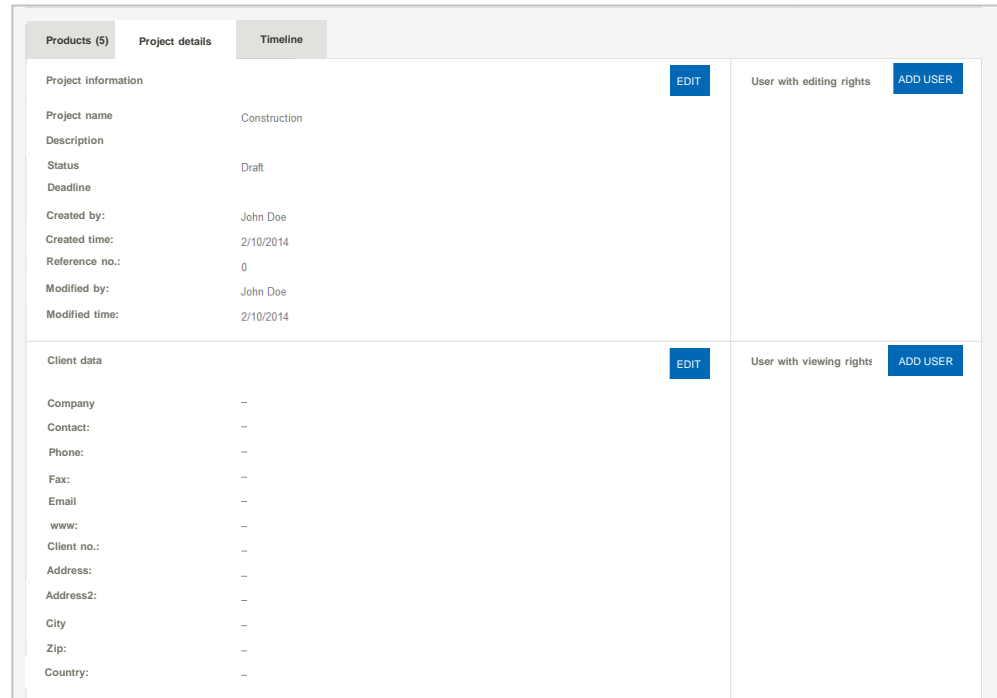 Products (5) Project details Timeline
Project information EDIT User with editing rights ADD USER
Project name Construction
Description
Status Draft
Deadline
Created by: John Doe
Created time: 2/10/2014
Reference no.: 0
Modified by: John Doe
Modified time: 2/10/2014
Client data EDIT User with viewing rights ADD USER
Company –
Contact: –
Phone: –
Fax: –
Email –
www: –
Client no.: –
Address: –
Address2: –
City –
Zip: –
Country: –